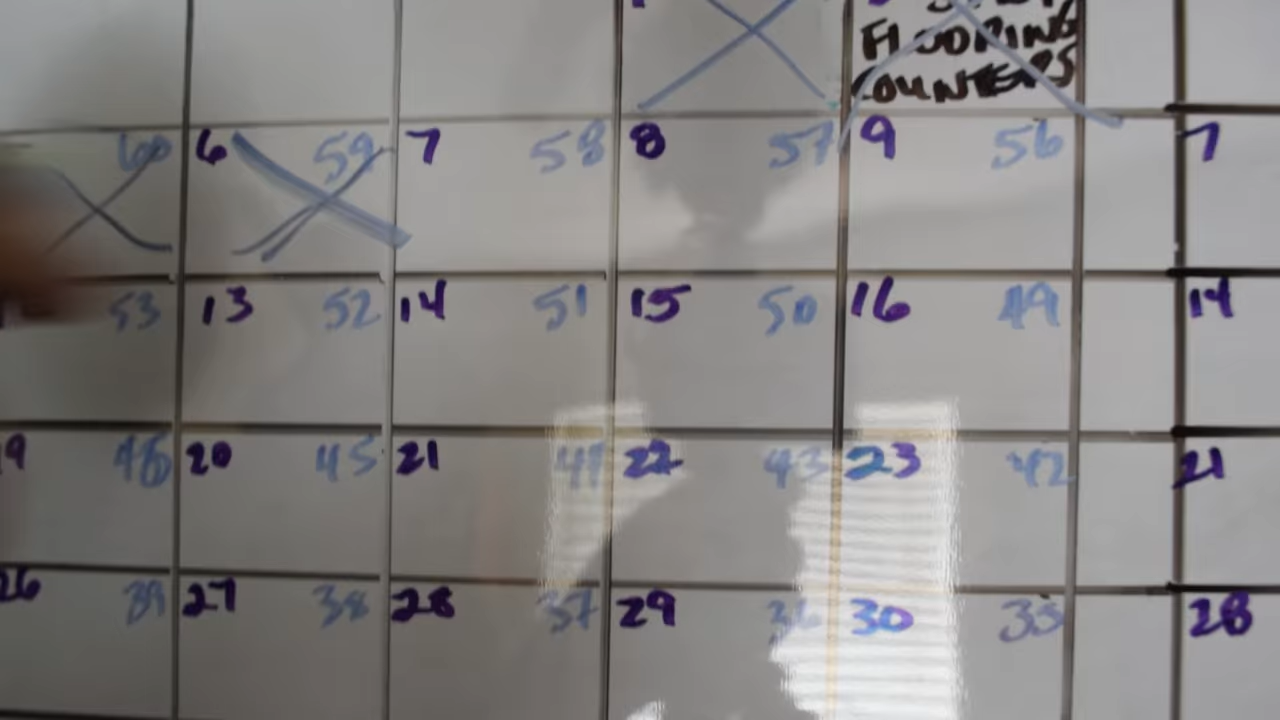 FLOORING
COUNTERS
60 6 59 7 58 8 57 9 56 7
53 13 52 14 51 15 50 16 49 14
19 46 20 45 21 22 43 23 42 21
26 39 27 38 28 37 29 36 30 35 28